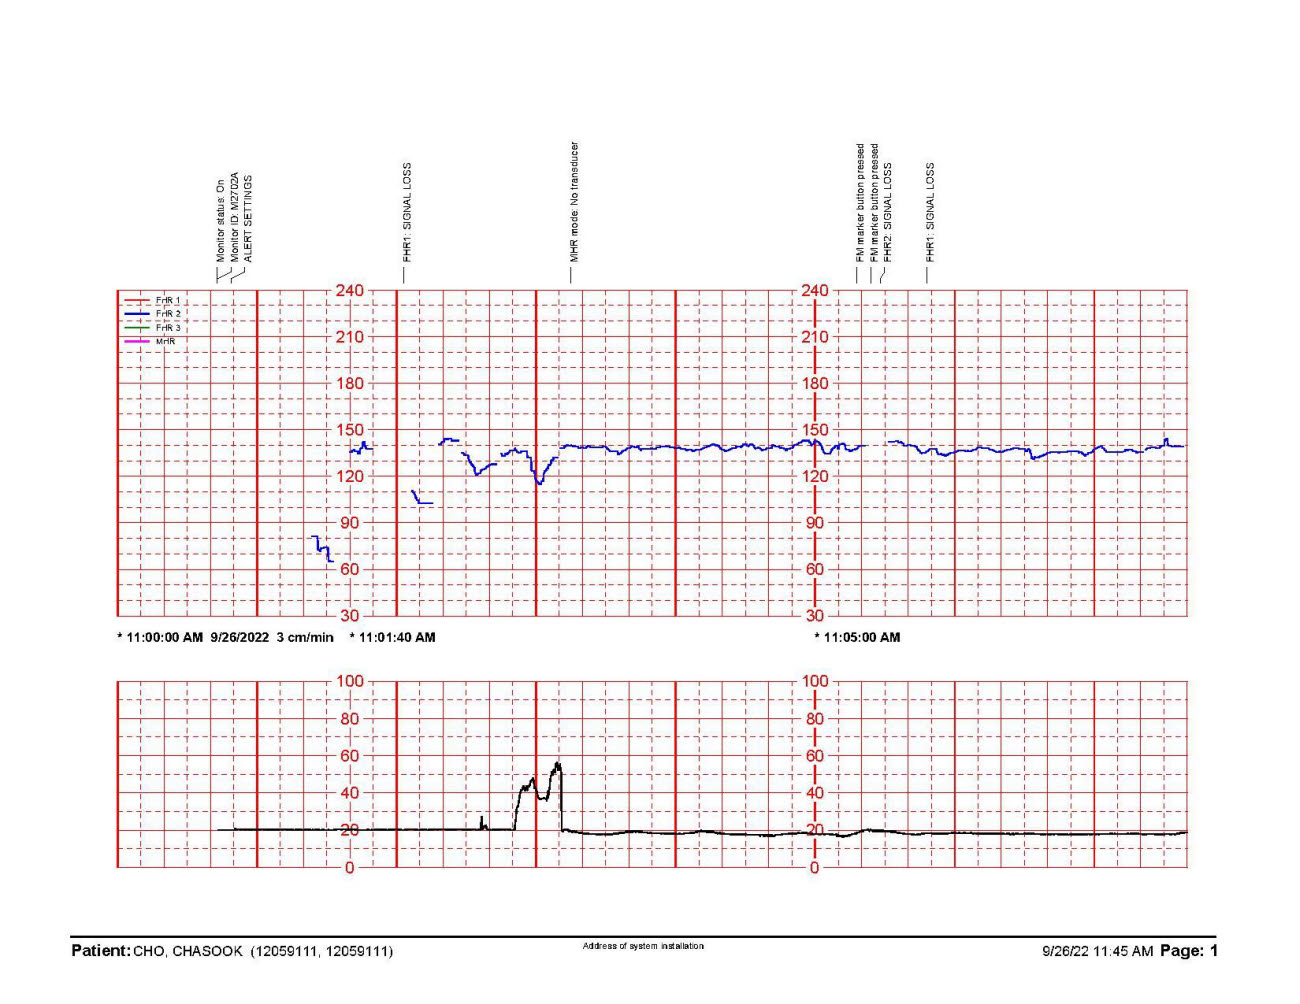 Monitor status: On
Monitor ID: M2702A
ALERT SETTINGS
FHR1: SIGNAL LOSS
MHR mode: No transducer
FM marker button pressed
FM marker button pressed
FHR2: SIGNAL LOSS
FHR1: SIGNAL LOSS
FHR 1
FHR 2
FHR 3
MHR
240 240
210 210
180 180
150 150
120 120
90 90
60 60
30 30
* 11:00:00 AM 9/26/2022 3 cm/min * 11:01:40 AM * 11:05:00 AM
100 100
80 80
60 60
40 40
20 20
0 0
Patient: CHO, CHASOOK (12059111, 12059111) Address of system installation 9/26/22 11:45 AM Page: 1